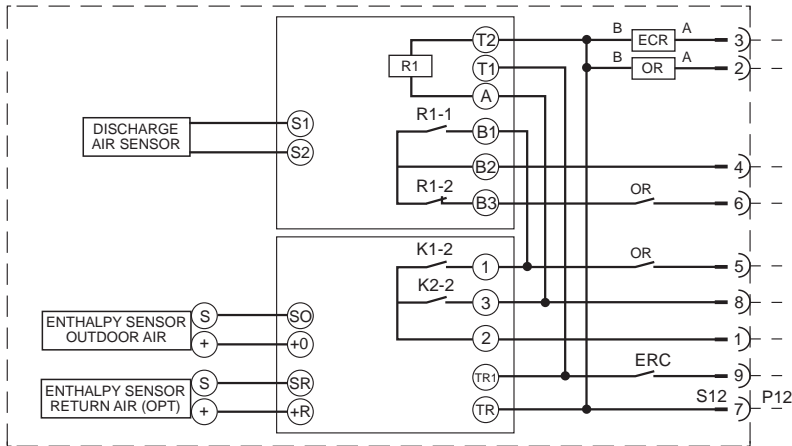 T2 B ECR A 3
R1 T1 B OR A 2
A
R1-1
DISCHARGE
AIR SENSOR
S1 B1
S2 B2 4
R1-2 B3 OR 6
K1-2 1 OR 5
K2-2 3 8
ENTHALPY SENSOR
OUTDOOR AIR
S SO
+ +0 2 1
ENTHALPY SENSOR
RETURN AIR (OPT)
S SR TR1 ERC 9
+ +R TR S12 7 P12